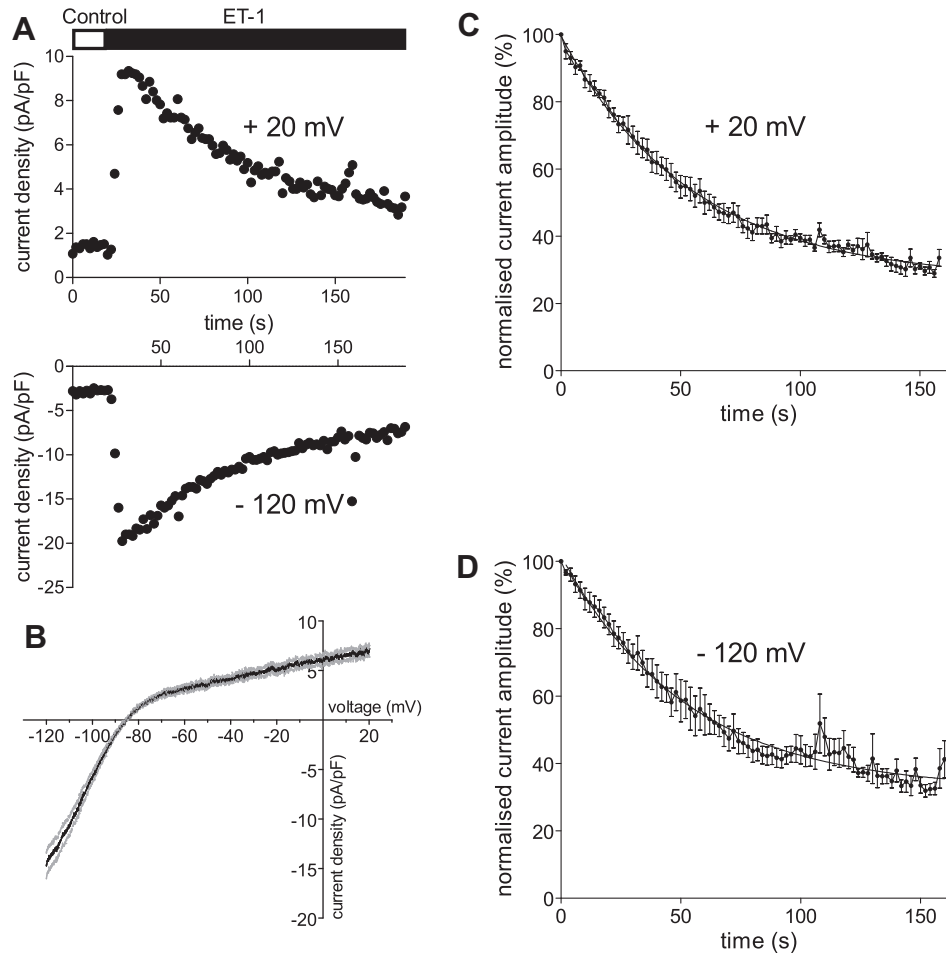 A
Control
ET-1
current density (pA/pF)
10
8
6
4
2
0
+ 20 mV
0
50
100
150
time (s)
50
100
150
current density (pA/pF)
0
-5
-10
-15
-20
-25
- 120 mV
B
10
5
voltage (mV)
-120
-100
-80
-60
-40
-20
20
-5
-10
-15
-20
current density (pA/pF)
C
normalised current amplitude (%)
100
80
60
40
20
0
+ 20 mV
0
50
100
150
time (s)
D
normalised current amplitude (%)
100
80
60
40
20
0
- 120 mV
0
50
100
150
time (s)